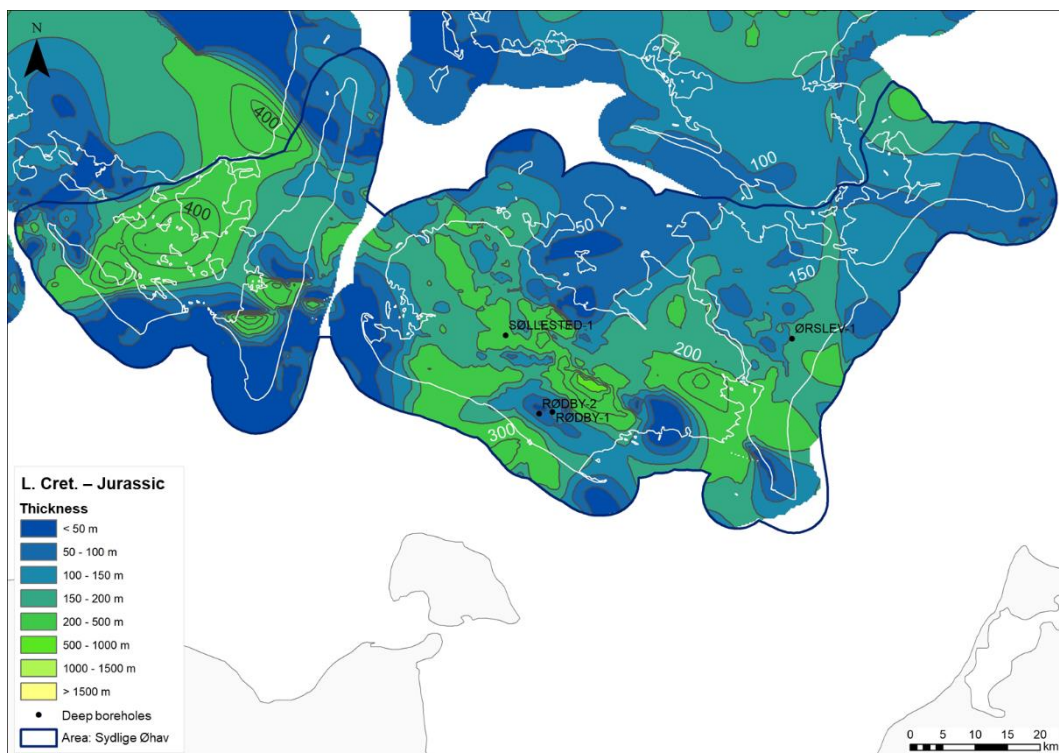 N
400
400
100
50
150
SØLLESTED-1
ØRSLEV-1
200
RØDBY-2
RØDBY-1
300
L. Cret. – Jurassic
Thickness
< 50 m
50 - 100 m
100 - 150 m
150 - 200 m
200 - 500 m
500 - 1000 m
1000 - 1500 m
> 1500 m
Deep boreholes
Area: Sydlige Øhav
0 5 10 15 20
km